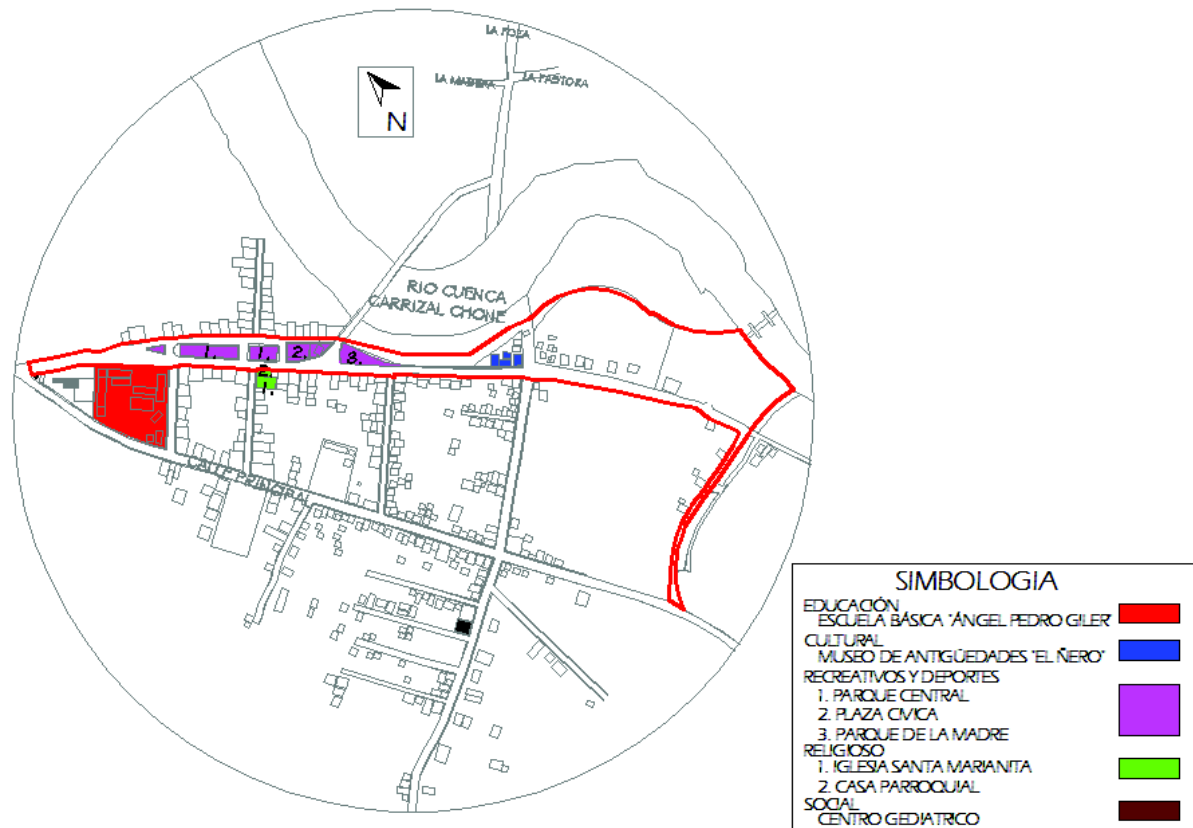 LA POZA
LA MADERA
LA PASTORA
N
RIO CUENCA
CARRIZAL CHONE
1.
1.
2.
3.
2.
1.
CALLE PRINCIPAL
SIMBOLOGIA
EDUCACIÓN
ESCUELA BÁSICA "ÁNGEL PEDRO GILER"
CULTURAL
MUSEO DE ANTIGÜEDADES "EL ÑERO"
RECREATIVOS Y DEPORTES
1. PARQUE CENTRAL
2. PLAZA CIVICA
3. PARQUE DE LA MADRE
RELIGIOSO
1. IGLESIA SANTA MARIANITA
2. CASA PARROQUIAL
SOCIAL
CENTRO GEDIATRICO